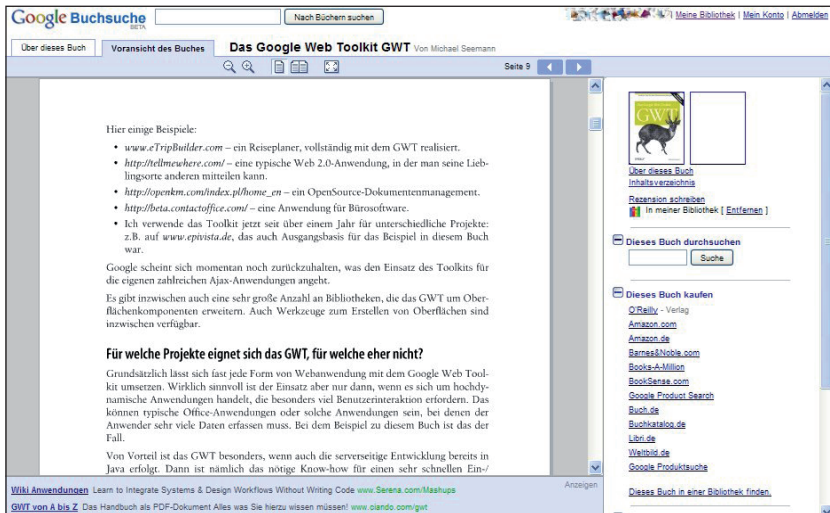 Google Buchsuche BETA
Nach Büchern suchen
Meine Bibliothek | Mein Konto | Abmelden
Über dieses Buch
Voransicht des Buches
Das Google Web Toolkit GWT Von Michael Seemann
Seite 9
Hier einige Beispiele:
• www.eTripBuilder.com – ein Reiseplaner, vollständig mit dem GWT realisiert.
• http://tellmewhere.com/ – eine typische Web 2.0-Anwendung, in der man seine Lieb-
lingsorte anderen mitteilen kann.
• http://openkm.com/index.pl/home_en – ein OpenSource-Dokumentenmanagement.
• http://beta.contactoffice.com/ – eine Anwendung für Bürosoftware.
• Ich verwende das Toolkit jetzt seit über einem Jahr für unterschiedliche Projekte:
z.B. auf www.epivista.de, das auch Ausgangsbasis für das Beispiel in diesem Buch
war.
Google scheint sich momentan noch zurückzuhalten, was den Einsatz des Toolkits für
die eigenen zahlreichen Ajax-Anwendungen angeht.
Es gibt inzwischen auch eine sehr große Anzahl an Bibliotheken, die das GWT um Ober-
flächenkomponenten erweitern. Auch Werkzeuge zum Erstellen von Oberflächen sind
inzwischen verfügbar.
Für welche Projekte eignet sich das GWT, für welche eher nicht?
Grundsätzlich lässt sich fast jede Form von Webanwendung mit dem Google Web Tool-
kit umsetzen. Wirklich sinnvoll ist der Einsatz aber nur dann, wenn es sich um hochdy-
namische Anwendungen handelt, die besonders viel Benutzerinteraktion erfordern. Das
können typische Office-Anwendungen oder solche Anwendungen sein, bei denen der
Anwender sehr viele Daten erfassen muss. Bei dem Beispiel zu diesem Buch ist das der
Fall.
Von Vorteil ist das GWT besonders, wenn auch die serverseitige Entwicklung bereits in
Java erfolgt. Dann ist nämlich das nötige Know-how für einen sehr schnellen Ein-/
GWT
Über dieses Buch
Inhaltsverzeichnis
Rezension schreiben
In meiner Bibliothek [ Entfernen ]
Dieses Buch durchsuchen
Suche
Dieses Buch kaufen
O'Reilly - Verlag
Amazon.com
Amazon.de
Barnes&Noble.com
Books-A-Million
BookSense.com
Google Product Search
Buch.de
Buchkatalog.de
Libri.de
Weltbild.de
Google Produktsuche
Dieses Buch in einer Bibliothek finden.
Anzeigen
Wiki Anwendungen Learn to Integrate Systems & Design Workflows Without Writing Code www.Serena.com/Mashups
GWT von A bis Z Das Handbuch als PDF-Dokument Alles was Sie hierzu wissen müssen! www.ciando.com/gwt